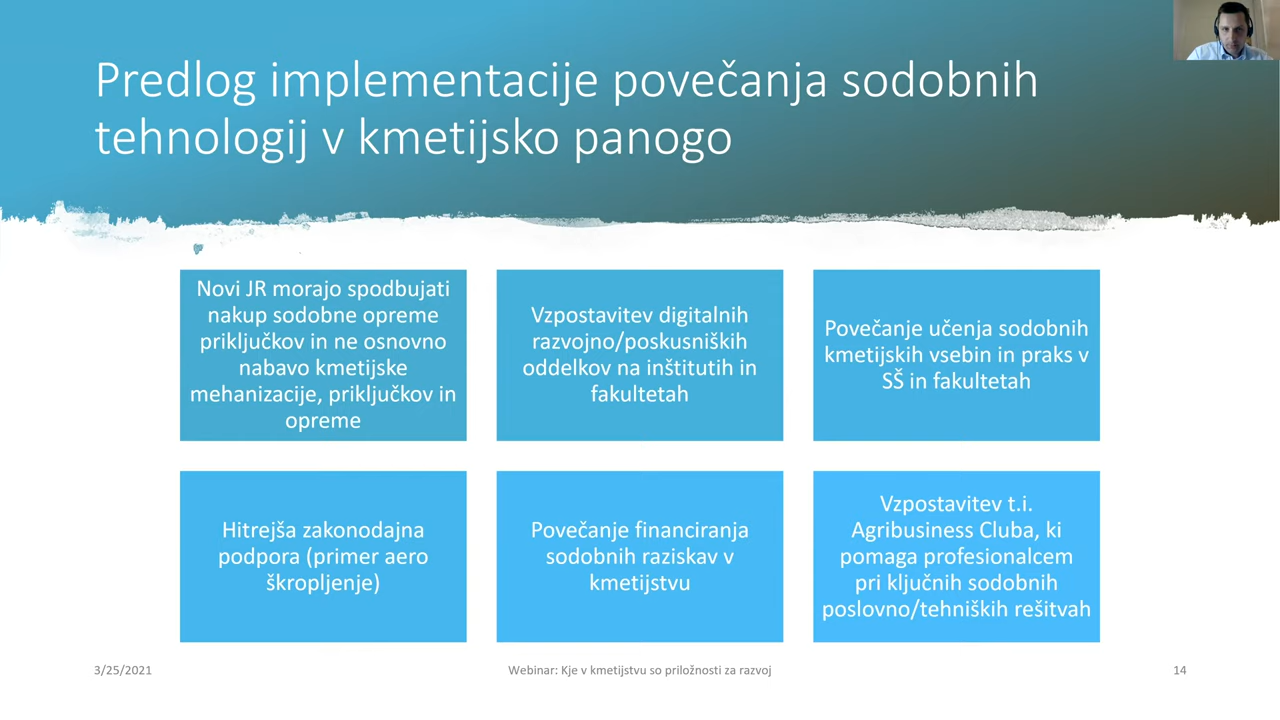 Predlog implementacije povečanja sodobnih
tehnologij v kmetijsko panogo
Novi JR morajo spodbujati
nakup sodobne opreme
priključkov in ne osnovno
nabavo kmetijske
mehanizacije, priključkov in
opreme
Vzpostavitev digitalnih
razvojno/poskusniških
oddelkov na inštitutih in
fakultetah
Povečanje učenja sodobnih
kmetijskih vsebin in praks v
SŠ in fakultetah
Hitrejša zakonodajna
podpora (primer aero
škropljenje)
Povečanje financiranja
sodobnih raziskav v
kmetijstvu
Vzpostavitev t.i.
Agribusiness Cluba, ki
pomaga profesionalcem
pri ključnih sodobnih
poslovno/tehniških rešitvah
3/25/2021
Webinar: Kje v kmetijstvu so priložnosti za razvoj
14